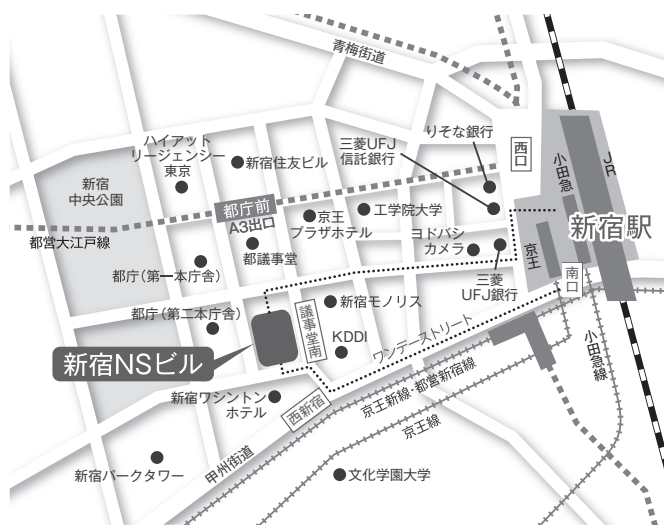 青梅街道
ハイアット
リージェンシー
東京
新宿住友ビル
三菱UFJ
信託銀行
りそな銀行
西口
小田急
JR
新宿
中央公園
都庁前
A3出口
京王
プラザホテル
工学院大学
新宿駅
都営大江戸線
都議事堂
ヨドバシ
カメラ
京王
都庁(第一本庁舎)
三菱
UFJ銀行
南口
都庁(第二本庁舎)
議事堂南
新宿モノリス
KDDI
ワンデーストリート
小田急線
新宿NSビル
新宿ワシントン
ホテル
西新宿
京王新線・都営新宿線
京王線
甲州街道
新宿パークタワー
文化学園大学